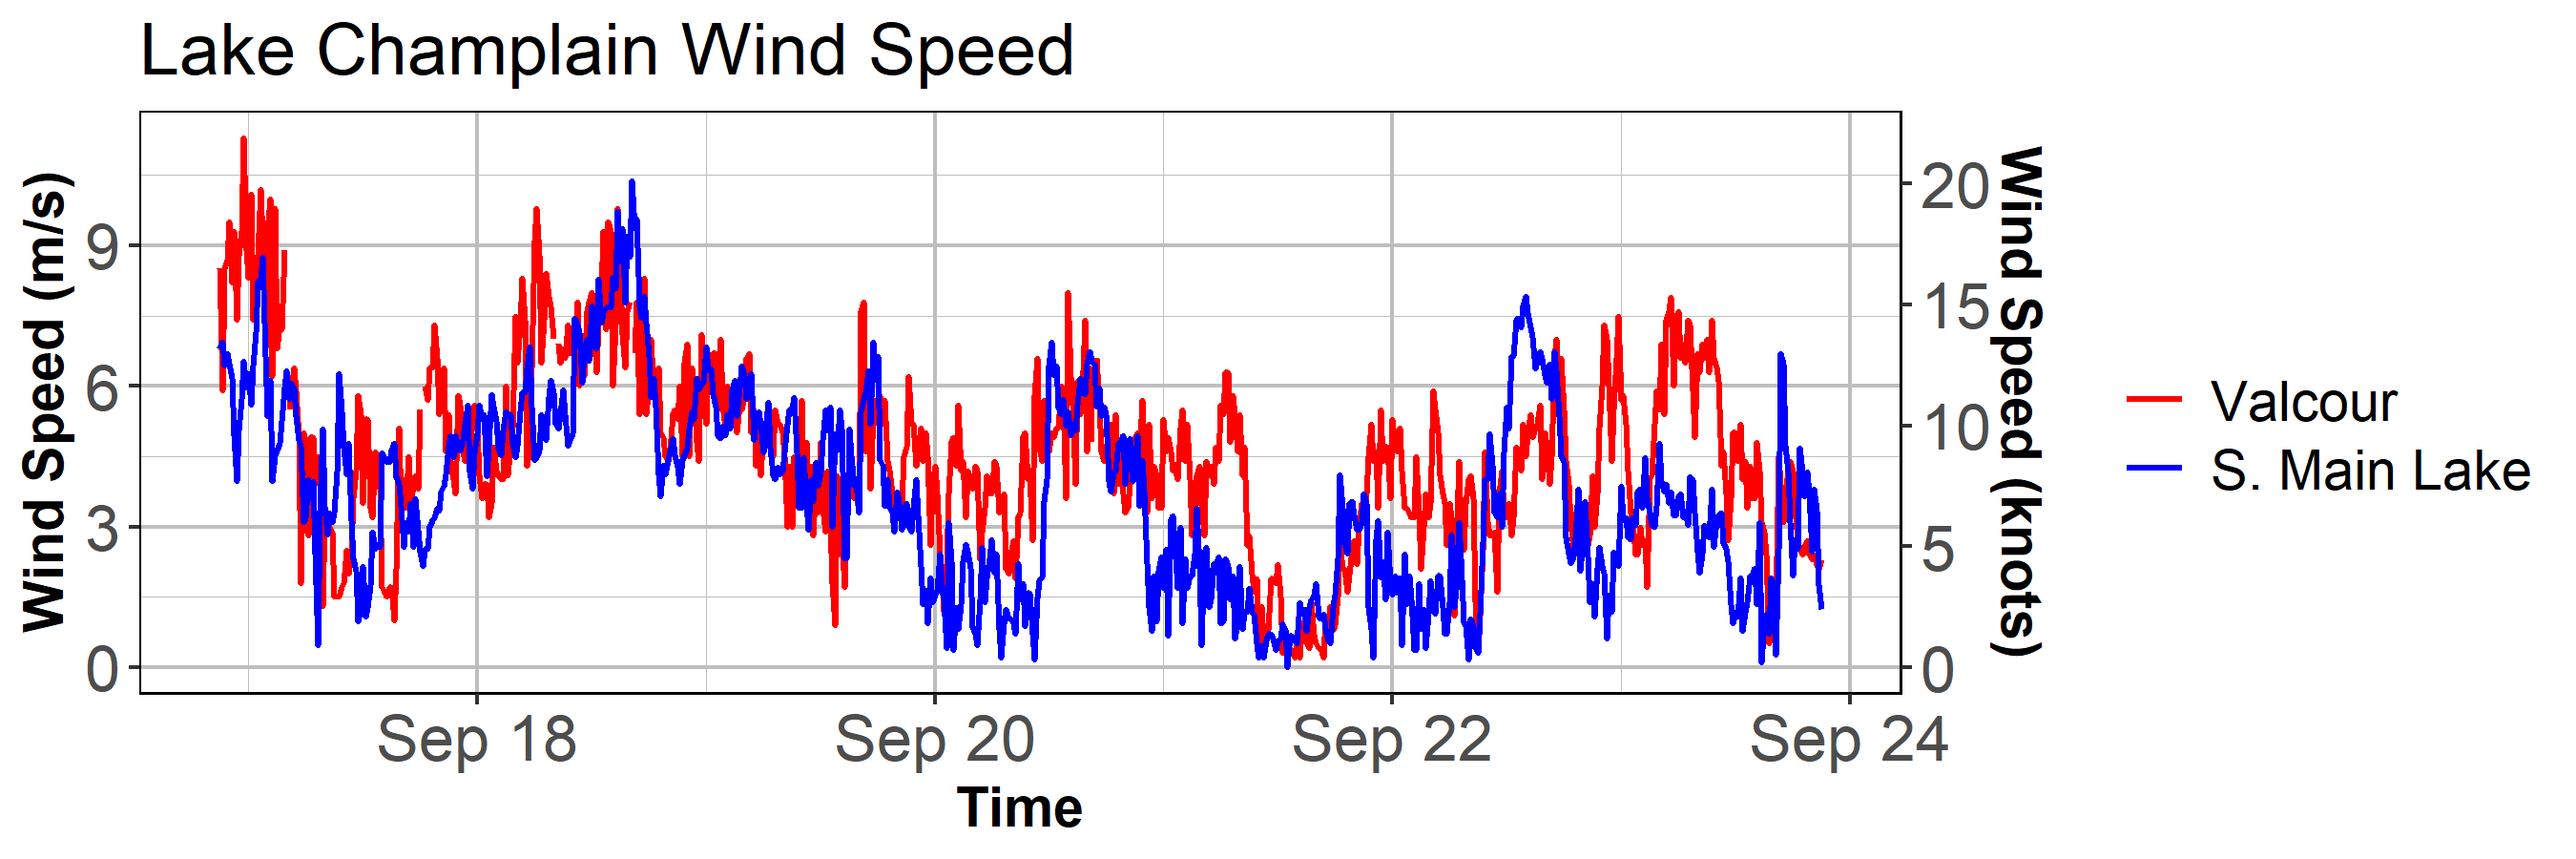 Lake Champlain Wind Speed
Wind Speed (m/s)
9
6
3
0
20
15
10
5
0
Wind Speed (knots)
Sep 18
Sep 20
Sep 22
Sep 24
Time
Valcour
S. Main Lake